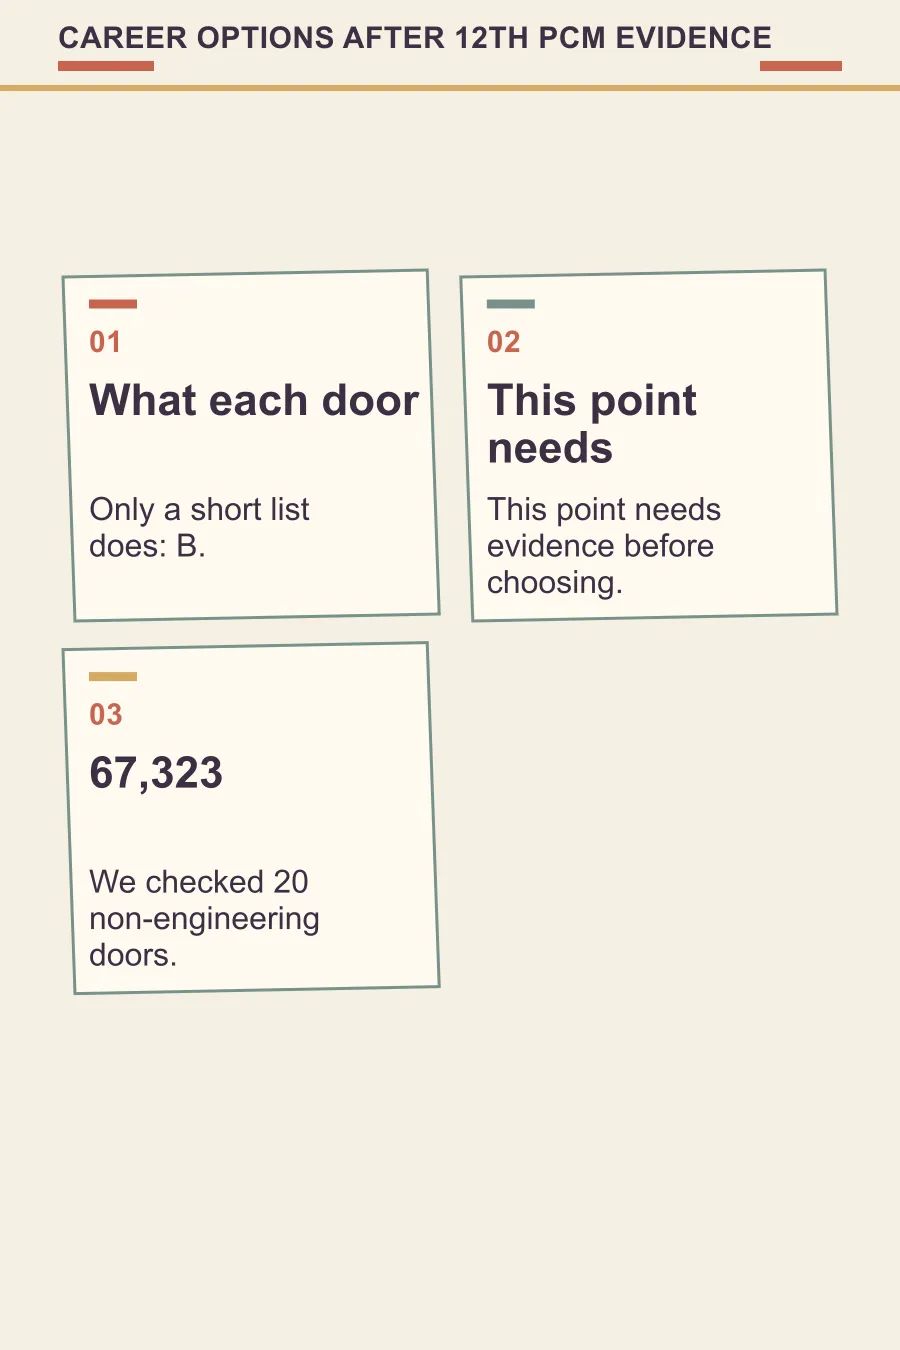 CAREER OPTIONS AFTER 12TH PCM EVIDENCE
01
What each door
Only a short list
does: B.
02
This point
needs
This point needs
evidence before
choosing.
03
67,323
We checked 20
non-engineering
doors.